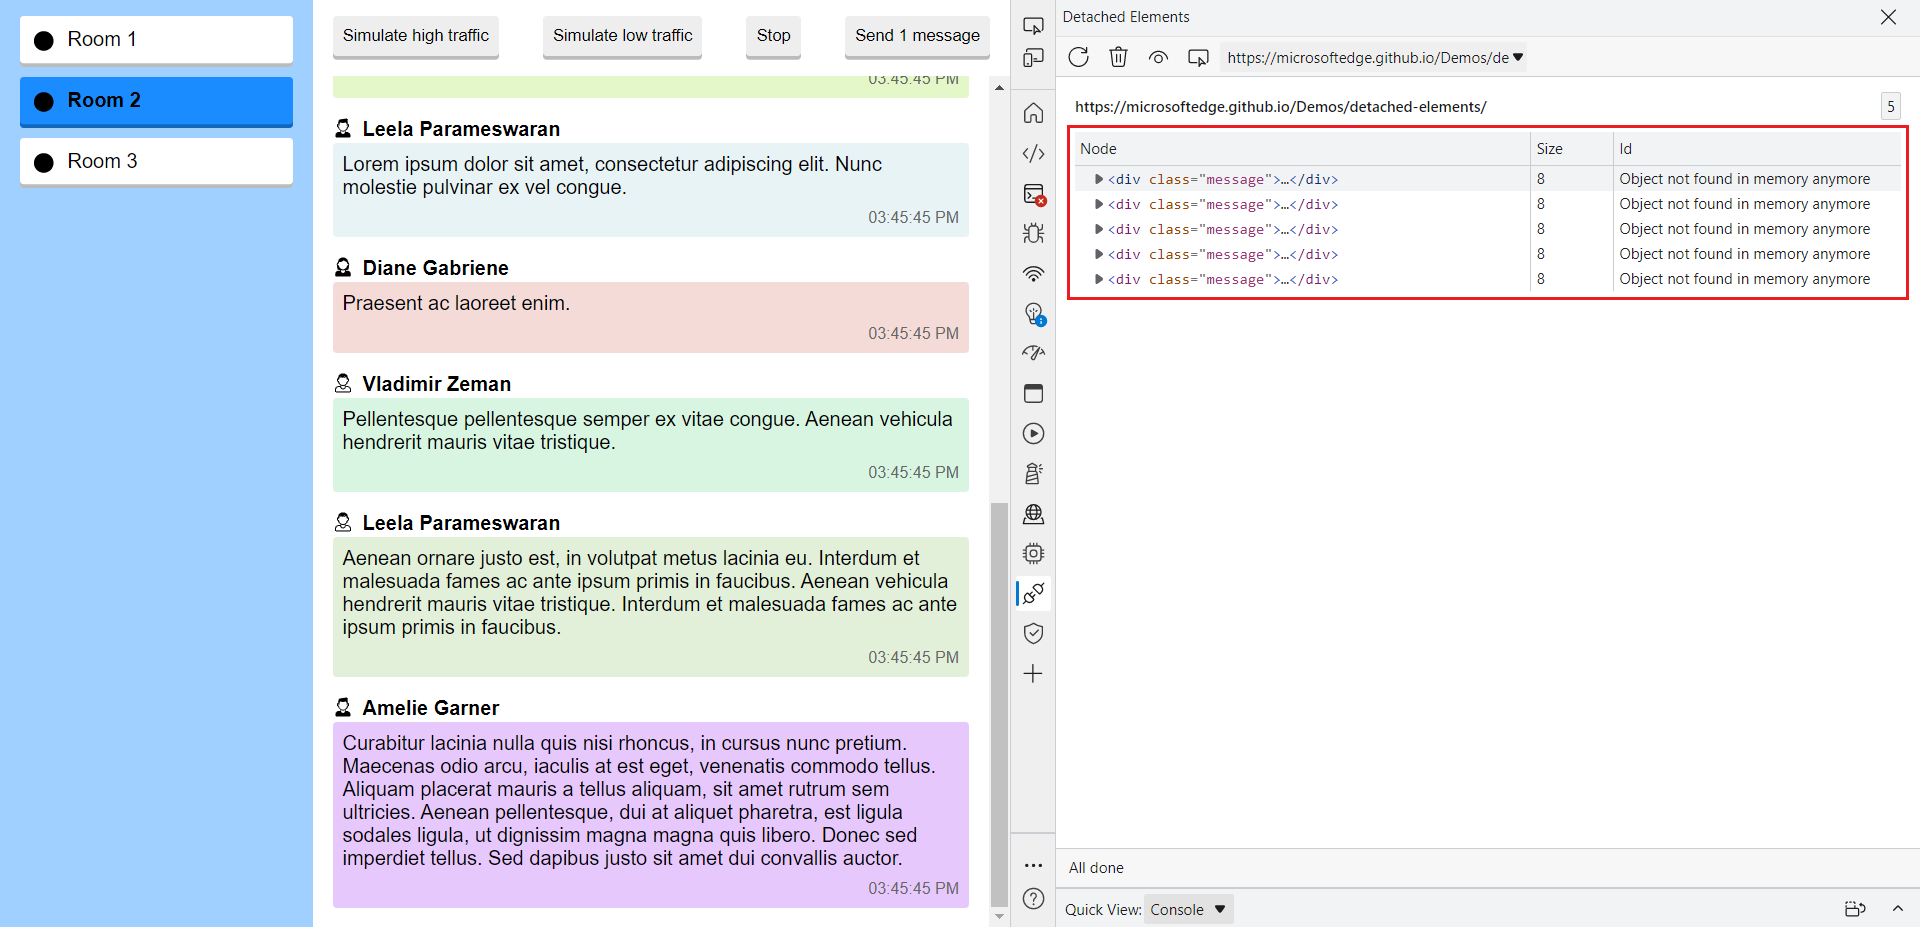 Room 1
Room 2
Room 3
Simulate high traffic
Simulate low traffic
Stop
Send 1 message
03:45:45 PM
Leela Parameswaran
Lorem ipsum dolor sit amet, consectetur adipiscing elit. Nunc
molestie pulvinar ex vel congue.
03:45:45 PM
Diane Gabriene
Praesent ac laoreet enim.
03:45:45 PM
Vladimir Zeman
Pellentesque pellentesque semper ex vitae congue. Aenean vehicula
hendrerit mauris vitae tristique.
03:45:45 PM
Leela Parameswaran
Aenean ornare justo est, in volutpat metus lacinia eu. Interdum et
malesuada fames ac ante ipsum primis in faucibus. Aenean vehicula
hendrerit mauris vitae tristique. Interdum et malesuada fames ac ante
ipsum primis in faucibus.
03:45:45 PM
Amelie Garner
Curabitur lacinia nulla quis nisi rhoncus, in cursus nunc pretium.
Maecenas odio arcu, iaculis at est eget, venenatis commodo tellus.
Aliquam placerat mauris a tellus aliquam, sit amet rutrum sem
ultricies. Aenean pellentesque, dui at aliquet pharetra, est ligula
sodales ligula, ut dignissim magna magna quis libero. Donec sed
imperdiet tellus. Sed dapibus justo sit amet dui convallis auctor.
03:45:45 PM
Detached Elements
https://microsoftedge.github.io/Demos/de
https://microsoftedge.github.io/Demos/detached-elements/ 5
Node Size Id
<div class="message">…</div> 8 Object not found in memory anymore
<div class="message">…</div> 8 Object not found in memory anymore
<div class="message">…</div> 8 Object not found in memory anymore
<div class="message">…</div> 8 Object not found in memory anymore
<div class="message">…</div> 8 Object not found in memory anymore
All done
Quick View: Console